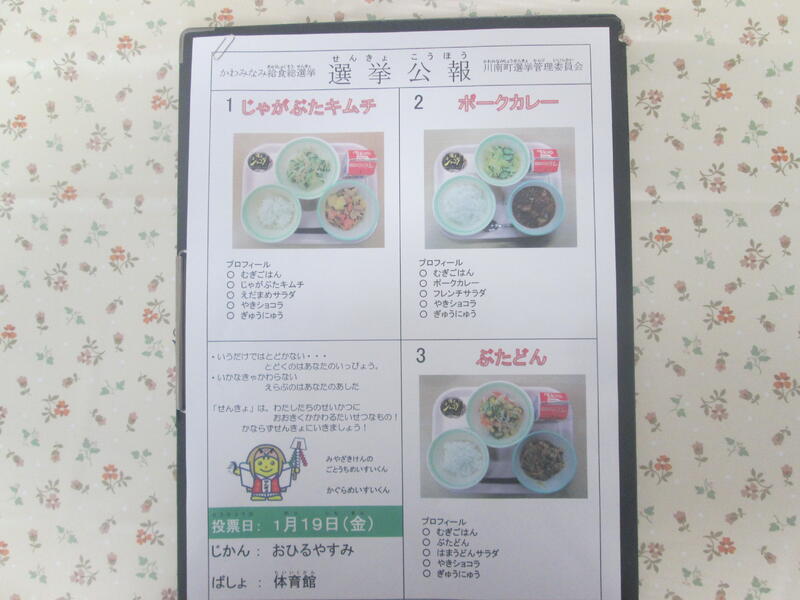 かわみなみ給食総選挙
せんきょ こうほう
選挙公報
川南町選挙管理委員会
1 じゃがぶたキムチ
プロフィール
○ むぎごはん
○ じゃがぶたキムチ
○ えだまめサラダ
○ やきショコラ
○ ぎゅうにゅう
2 ポークカレー
プロフィール
○ むぎごはん
○ ポークカレー
○ フレンチサラダ
○ やきショコラ
○ ぎゅうにゅう
・いうだけではとどかない・・・
とどくのはあなたのいっぴょう。
・いかなきゃかわらない
えらぶのはあなたのあした
「せんきょ」は、わたしたちのせいかつに
おおきくかかわるたいせつなもの！
かならずせんきょにいきましょう！
みやざきけんの
ごとうちめいすいくん
かぐらめいすいくん
投票日：1月19日（金）
じかん：おひるやすみ
たいいくかん
ばしょ：体育館
3 ぶたどん
プロフィール
○ むぎごはん
○ ぶたどん
○ はまうどんサラダ
○ やきショコラ
○ ぎゅうにゅう